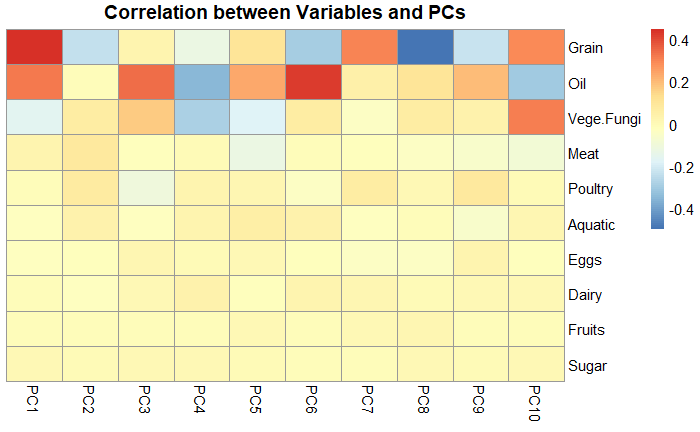 Correlation between Variables and PCs
Grain
Oil
Vege.Fungi
Meat
Poultry
Aquatic
Eggs
Dairy
Fruits
Sugar
PC1
PC2
PC3
PC4
PC5
PC6
PC7
PC8
PC9
PC10
0.4
0.2
0
-0.2
-0.4